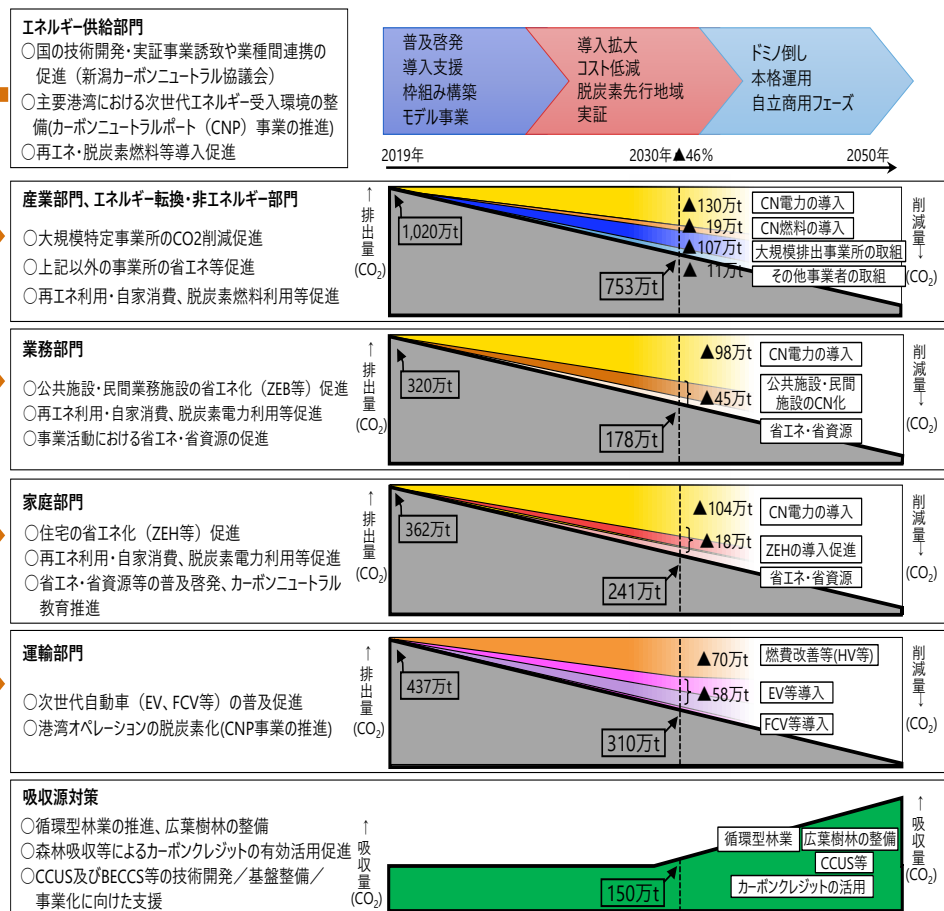 エネルギー供給部門
○国の技術開発・実証事業誘致や業種間連携の
促進（新潟カーボンニュートラル協議会）
○主要港湾における次世代エネルギー受入環境の整
備(カーボンニュートラルポート（CNP）事業の推進)
○再エネ・脱炭素燃料等導入促進
普及啓発
導入支援
枠組み構築
モデル事業
導入拡大
コスト低減
脱炭素先行地域
実証
ドミノ倒し
本格運用
自立商用フェーズ
2019年
2030年▲46%
2050年
産業部門、エネルギー転換・非エネルギー部門
○大規模特定事業所のCO2削減促進
○上記以外の事業所の省エネ等促進
○再エネ利用・自家消費、脱炭素燃料利用等促進
↑排出量
(CO₂)
1,020万t
753万t
▲130万t
CN電力の導入
▲ 19万t
CN燃料の導入
▲107万t
大規模排出事業所の取組
▲ 11万t
その他事業者の取組
削減量↓
(CO₂)
業務部門
○公共施設・民間業務施設の省エネ化（ZEB等）促進
○再エネ利用・自家消費、脱炭素電力利用等促進
○事業活動における省エネ・省資源の促進
↑排出量
(CO₂)
320万t
178万t
▲98万t
CN電力の導入
▲45万t
公共施設・民間
施設のCN化
省エネ・省資源
削減量↓
(CO₂)
家庭部門
○住宅の省エネ化（ZEH等）促進
○再エネ利用・自家消費、脱炭素電力利用等促進
○省エネ・省資源等の普及啓発、カーボンニュートラル
教育推進
↑排出量
(CO₂)
362万t
241万t
▲104万t
CN電力の導入
▲18万t
ZEHの導入促進
省エネ・省資源
削減量↓
(CO₂)
運輸部門
○次世代自動車（EV、FCV等）の普及促進
○港湾オペレーションの脱炭素化(CNP事業の推進)
↑排出量
(CO₂)
437万t
310万t
▲70万t
燃費改善等(HV等)
▲58万t
EV等導入
FCV等導入
削減量↓
(CO₂)
吸収源対策
○循環型林業の推進、広葉樹林の整備
○森林吸収等によるカーボンクレジットの有効活用促進
○CCUS及びBECCS等の技術開発／基盤整備／
事業化に向けた支援
↑吸収量
(CO₂)
150万t
循環型林業
広葉樹林の整備
CCUS等
カーボンクレジットの活用
↑吸収量
(CO₂)